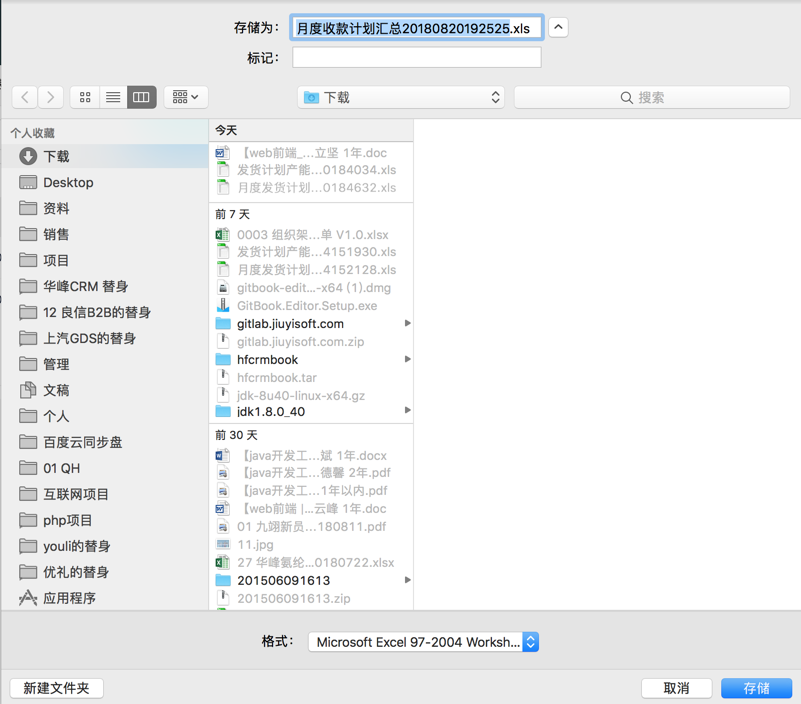 存储为：
月度收款计划汇总20180820192525.xls
标记：
下载
搜索
个人收藏
下载
Desktop
资料
销售
项目
华峰CRM 替身
12 良信B2B的替身
上汽GDS的替身
管理
文稿
个人
百度云同步盘
01 QH
互联网项目
php项目
youli的替身
优礼的替身
应用程序
今天
【web前端_...立坚 1年.doc
发货计划产能...0184034.xls
月度发货计划...0184632.xls
前 7 天
0003 组织架...单 V1.0.xlsx
发货计划产能...4151930.xls
月度发货计划...4152128.xls
gitbook-edit...-x64 (1).dmg
GitBook.Editor.Setup.exe
gitlab.jiuyisoft.com
gitlab.jiuyisoft.com.zip
hfcrmbook
hfcrmbook.tar
jdk-8u40-linux-x64.gz
jdk1.8.0_40
前 30 天
【java开发工...斌 1年.docx
【java开发工...德馨 2年.pdf
【java开发工...1年以内.pdf
【web前端 |...云峰 1年.doc
01 九翊新员...180811.pdf
11.jpg
27 华峰氨纶...0180722.xlsx
201506091613
201506091613.zip
格式：
Microsoft Excel 97-2004 Worksh...
新建文件夹
取消
存储